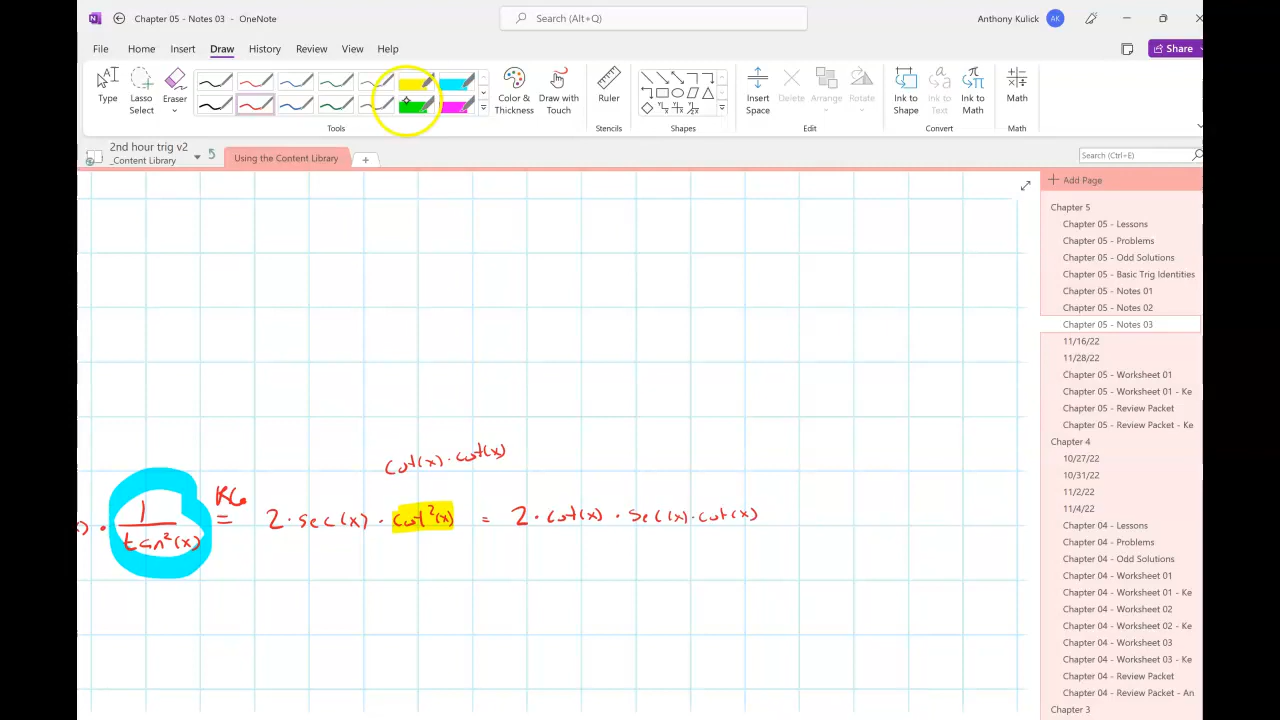 Chapter 05 - Notes 03 - OneNote
Search (Alt+Q)
Anthony Kulick
AK
File Home Insert Draw History Review View Help
Share
Type
Lasso Select
Eraser
Color & Thickness
Draw with Touch
Ruler
Insert Space
Delete
Arrange
Rotate
Ink to Shape
Ink to Text
Ink to Math
Math
Tools
Stencils
Shapes
Edit
Convert
Math
2nd hour trig v2
_Content Library
Using the Content Library
Search (Ctrl+E)
Add Page
Chapter 5
Chapter 05 - Lessons
Chapter 05 - Problems
Chapter 05 - Odd Solutions
Chapter 05 - Basic Trig Identities
Chapter 05 - Notes 01
Chapter 05 - Notes 02
Chapter 05 - Notes 03
11/16/22
11/28/22
Chapter 05 - Worksheet 01
Chapter 05 - Worksheet 01 - Ke
Chapter 05 - Review Packet
Chapter 05 - Review Packet - Ke
Chapter 4
10/27/22
10/31/22
11/2/22
11/4/22
Chapter 04 - Lessons
Chapter 04 - Problems
Chapter 04 - Odd Solutions
Chapter 04 - Worksheet 01
Chapter 04 - Worksheet 01 - Ke
Chapter 04 - Worksheet 02
Chapter 04 - Worksheet 02 - Ke
Chapter 04 - Worksheet 03
Chapter 04 - Worksheet 03 - Ke
Chapter 04 - Review Packet
Chapter 04 - Review Packet - An
Chapter 3
cot(x) · cot(x)
) · 1 / tan²(x) = 2 · sec(x) · cot²(x) = 2 · cot(x) · sec(x) · cot(x)